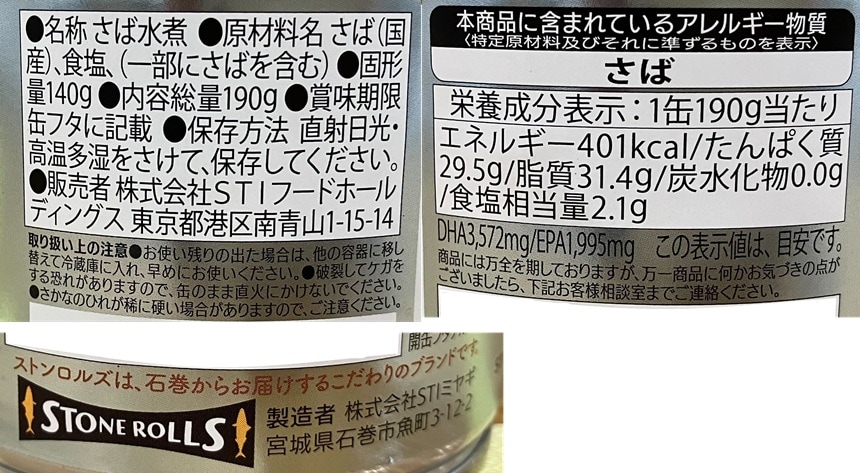 ●名称 さば水煮 ●原材料名 さば(国
産)、食塩、(一部にさばを含む) ●固形
量140g ●内容総量190g ●賞味期限
缶フタに記載 ●保存方法 直射日光・
高温多湿をさけて、保存してください。
●販売者 株式会社STIフードホール
ディングス 東京都港区南青山1-15-14
取り扱い上の注意●お使い残りの出た場合は、他の容器に移し
替えて冷蔵庫に入れ、早めにお使いください。●破裂してケガを
する恐れがありますので、缶のまま直火にかけないでください。
●さかなのひれが稀に硬い場合がありますので、ご注意ください。
本商品に含まれているアレルギー物質
〈特定原材料及びそれに準ずるものを表示〉
さば
栄養成分表示:1缶190g当たり
エネルギー401kcal/たんぱく質
29.5g/脂質31.4g/炭水化物0.0g
/食塩相当量2.1g
DHA3,572mg/EPA1,995mg この表示値は、目安です。
商品には万全を期しておりますが、万一商品に何かお気づきの点が
ございましたら、下記お客様相談室までご連絡ください。
ストンロルズは、石巻からお届けするこだわりのブランドです。
STONE ROLLS
製造者 株式会社STIミヤギ
宮城県石巻市魚町3-12-2